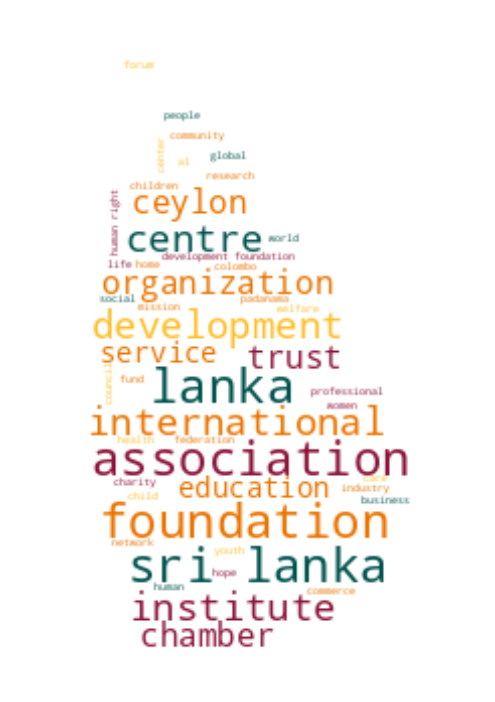 forum
people
community
center
al
global
research
children
human right
ceylon
centre
world
development foundation
life
home
colombo
organization
social
padanama
mission
welfare
development
service
trust
council
fund
lanka
professional
women
international
health
federation
association
care
charity
education
industry
child
business
foundation
network
youth
sri lanka
hope
human
commerce
institute
chamber